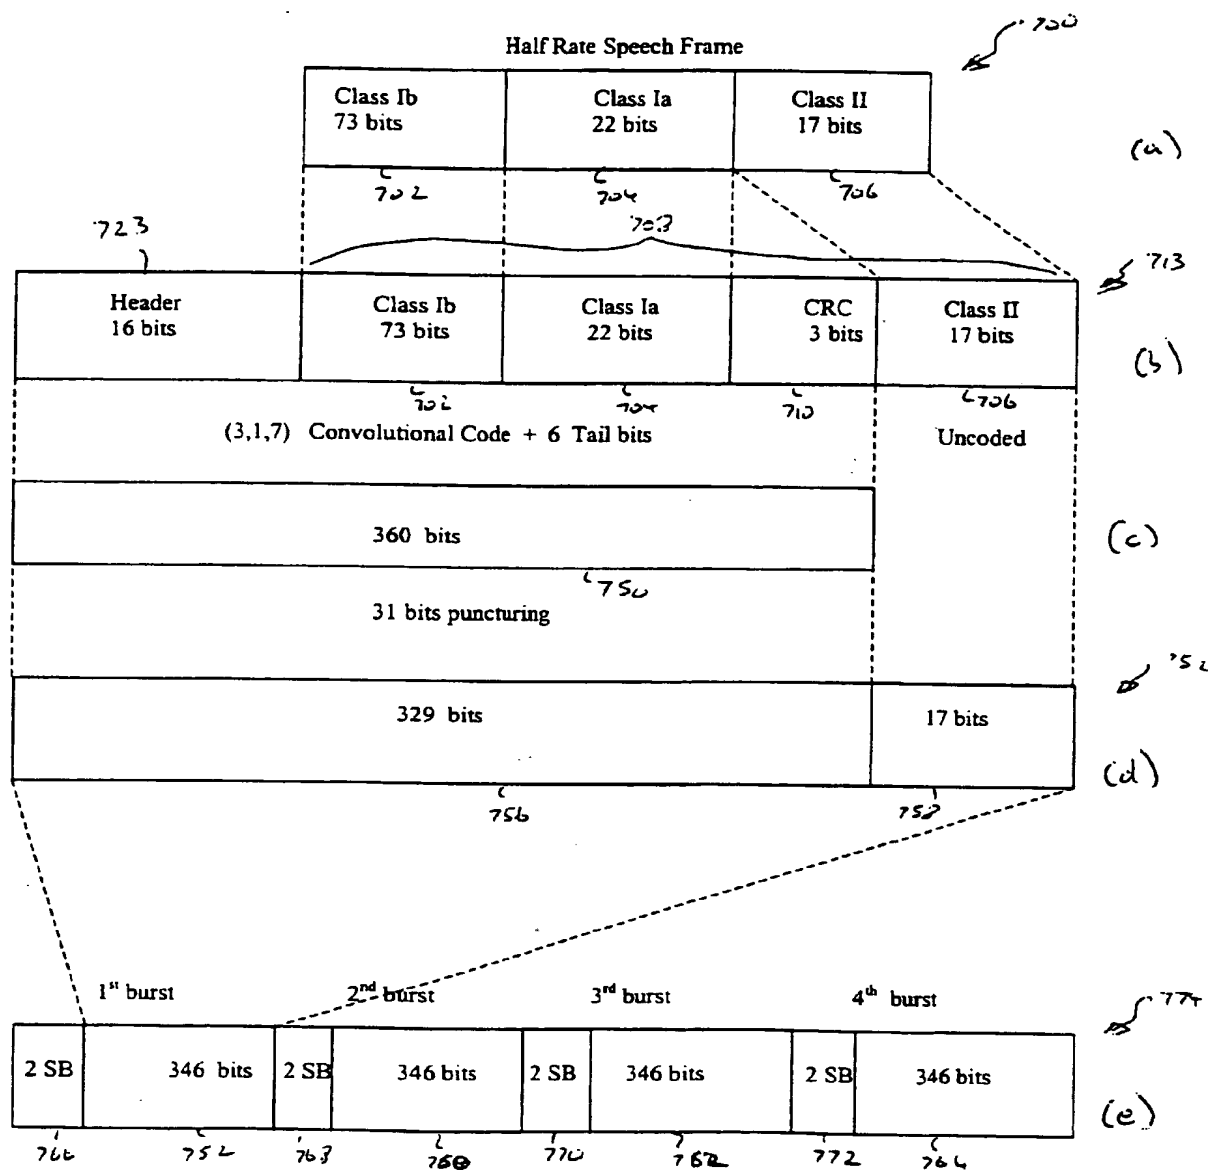 700
Half Rate Speech Frame
Class Ib
73 bits
Class Ia
22 bits
Class II
17 bits
(a)
702
704
706
723
703
713
Header
16 bits
Class Ib
73 bits
Class Ia
22 bits
CRC
3 bits
Class II
17 bits
(b)
702
704
710
706
(3,1,7) Convolutional Code + 6 Tail bits
Uncoded
360 bits
(c)
750
31 bits puncturing
752
329 bits
17 bits
(d)
756
758
1st burst
2nd burst
3rd burst
4th burst
774
2 SB
346 bits
2 SB
346 bits
2 SB
346 bits
2 SB
346 bits
(e)
766
752
768
760
770
762
772
764